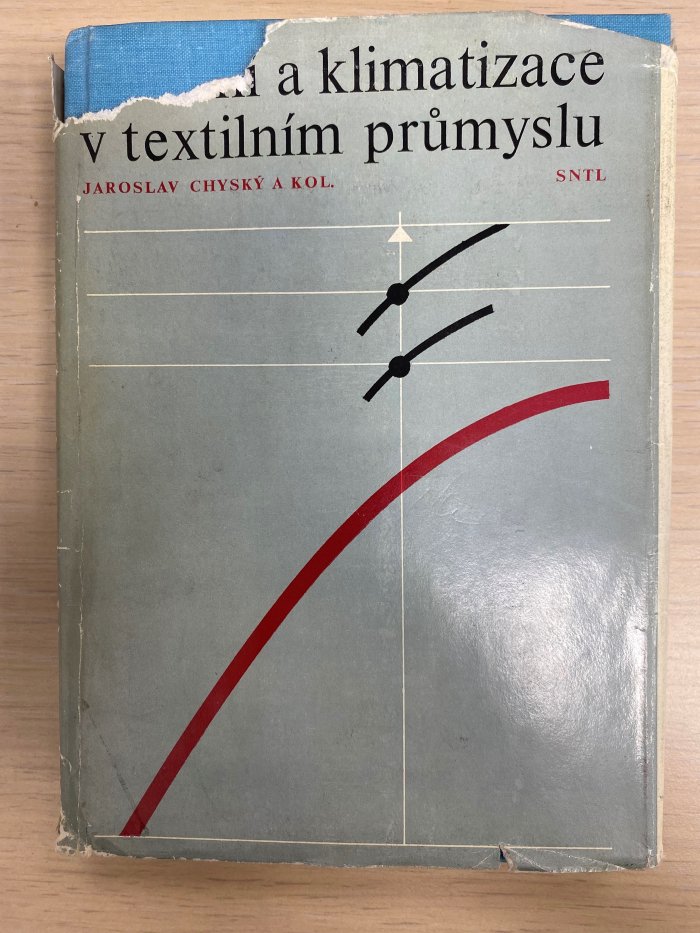 a klimatizace
v textilním průmyslu
JAROSLAV CHYSKÝ A KOL. SNTL